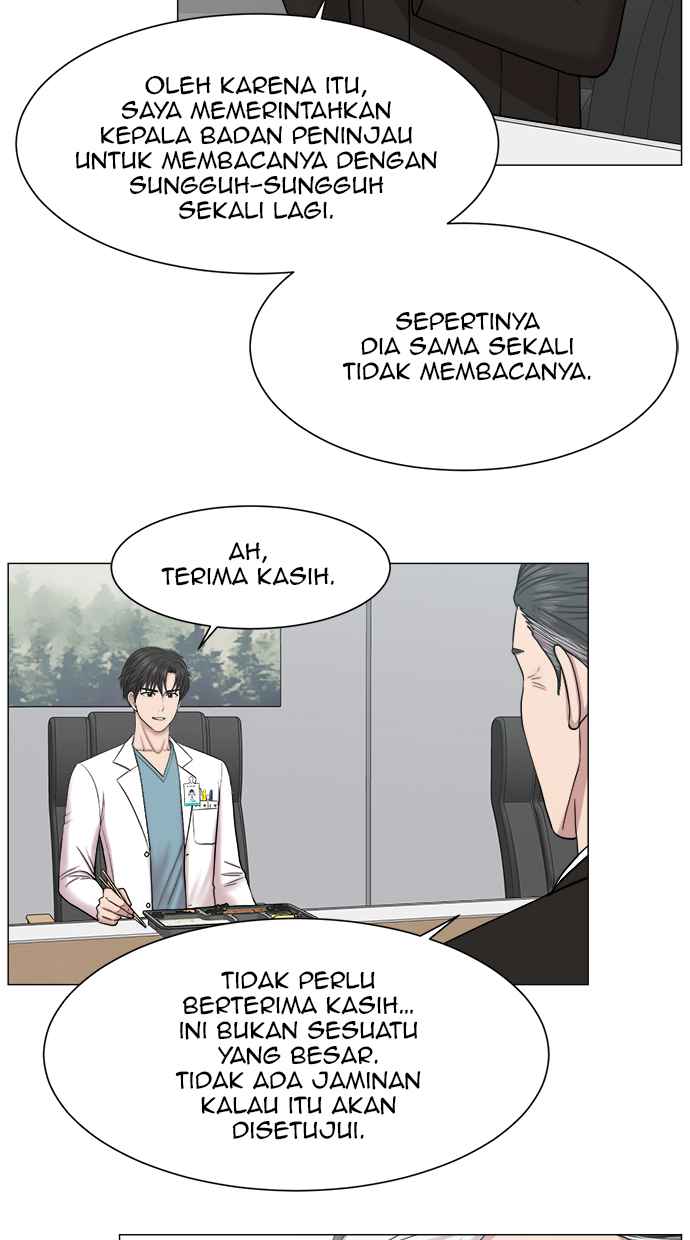 OLEH KARENA ITU,
SAYA MEMERINTAHKAN
KEPALA BADAN PENINJAU
UNTUK MEMBACANYA DENGAN
SUNGGUH-SUNGGUH
SEKALI LAGI.
SEPERTINYA
DIA SAMA SEKALI
TIDAK MEMBACANYA.
AH,
TERIMA KASIH.
TIDAK PERLU
BERTERIMA KASIH...
INI BUKAN SESUATU
YANG BESAR.
TIDAK ADA JAMINAN
KALAU ITU AKAN
DISETUJUI.